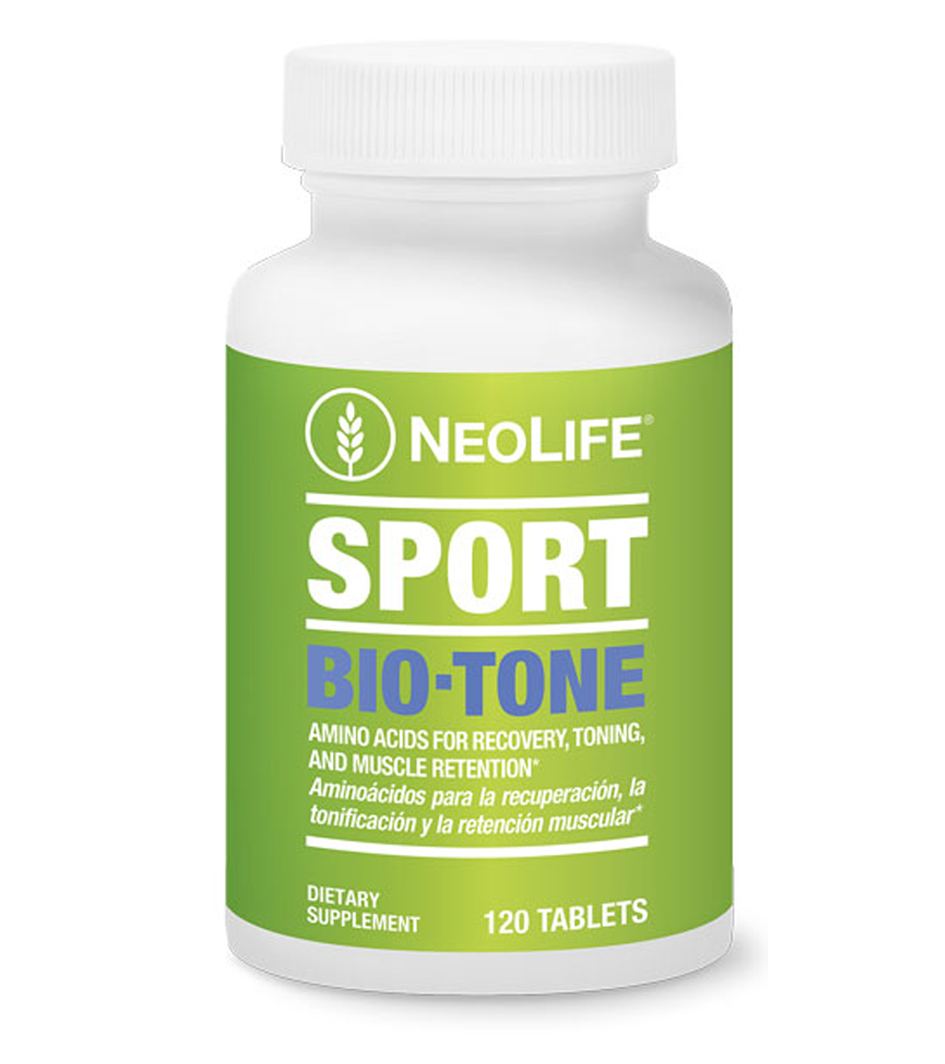 NEOLIFE®
SPORT
BIO·TONE
AMINO ACIDS FOR RECOVERY, TONING,
AND MUSCLE RETENTION*
Aminoácidos para la recuperación, la
tonificación y la retención muscular*
DIETARY
SUPPLEMENT
120 TABLETS